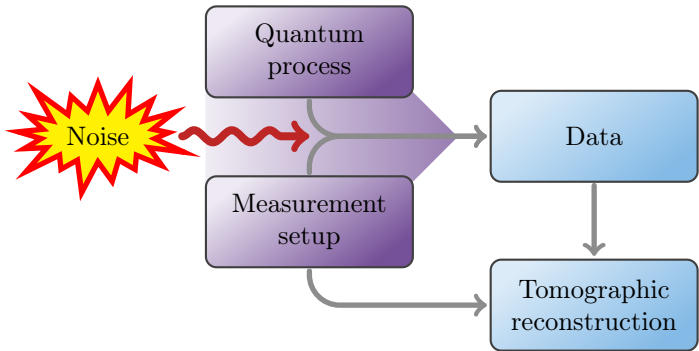 Quantum
process
Noise
Data
Measurement
setup
Tomographic
reconstruction